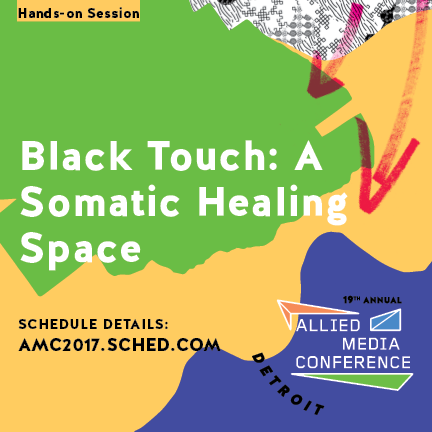 Hands-on Session
Black Touch: A
Somatic Healing
Space
SCHEDULE DETAILS:
AMC2017.SCHED.COM
19TH ANNUAL
ALLIED
MEDIA
CONFERENCE
DETROIT